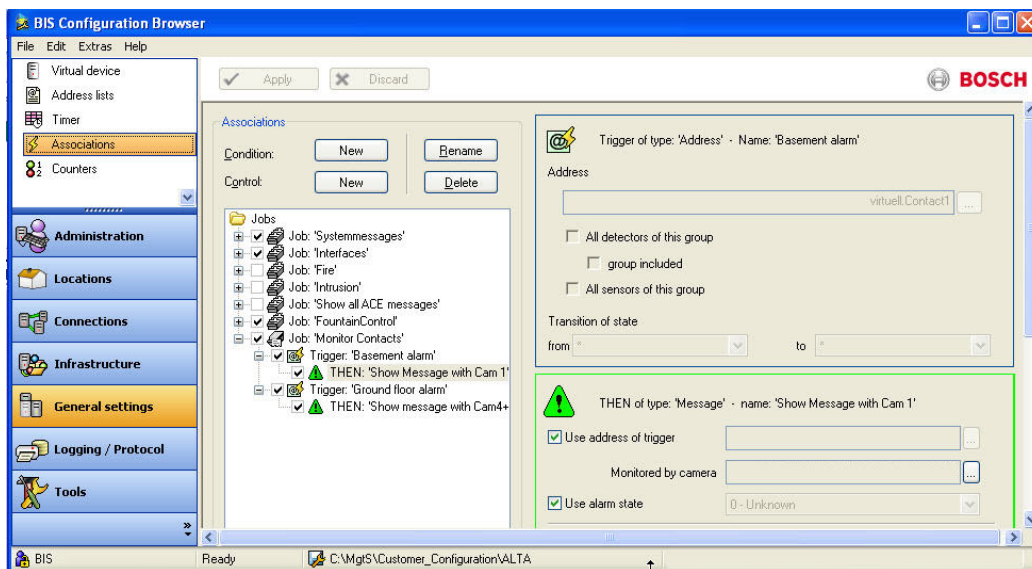 BIS Configuration Browser
File Edit Extras Help
Virtual device
Address lists
Timer
Associations
Counters
Administration
Locations
Connections
Infrastructure
General settings
Logging / Protocol
Tools
»
Apply Discard
BOSCH
Associations
Condition: New Rename
Control: New Delete
Jobs
Job: 'Systemmessages'
Job: 'Interfaces'
Job: 'Fire'
Job: 'Intrusion'
Job: 'Show all ACE messages'
Job: 'FountainControl'
Job: 'Monitor Contacts'
Trigger: 'Basement alarm'
THEN: 'Show Message with Cam 1'
Trigger: 'Ground floor alarm'
THEN: 'Show message with Cam4+
Trigger of type: 'Address' - Name: 'Basement alarm'
Address
virtuell.Contact1 ...
All detectors of this group
group included
All sensors of this group
Transition of state
from * to *
THEN of type: 'Message' - name: 'Show Message with Cam 1'
Use address of trigger ...
Monitored by camera ...
Use alarm state 0 - Unknown
BIS Ready C:\MgtS\Customer_Configuration\ALTA